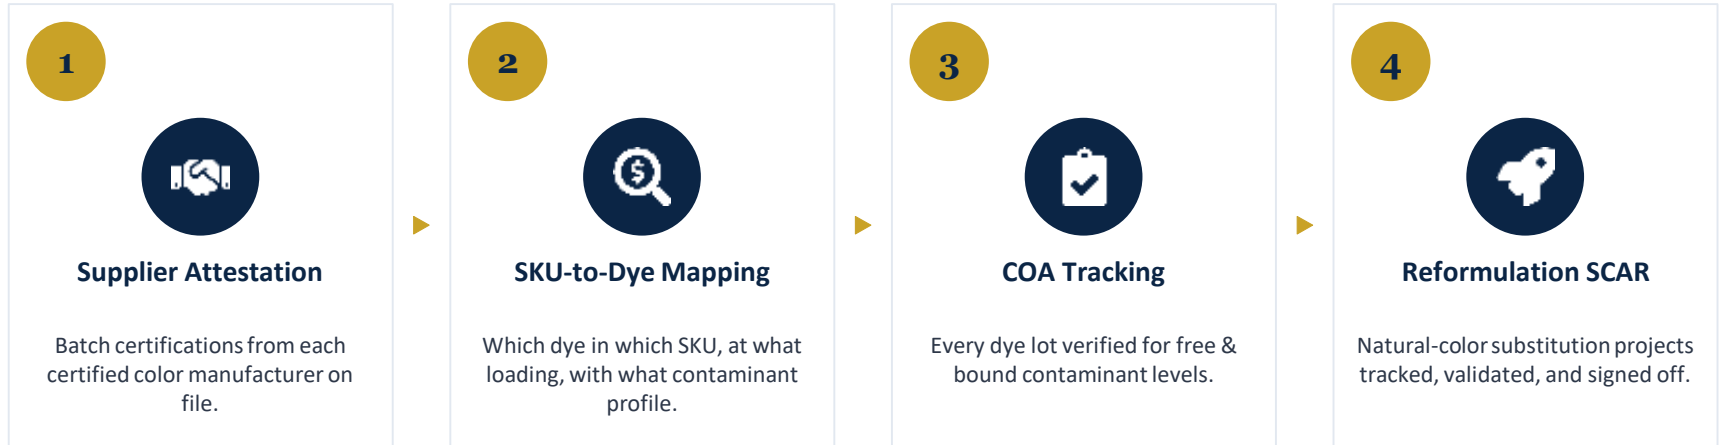 1
Supplier Attestation
Batch certifications from each
certified color manufacturer on
file.
2
SKU-to-Dye Mapping
Which dye in which SKU, at what
loading, with what contaminant
profile.
3
COA Tracking
Every dye lot verified for free &
bound contaminant levels.
4
Reformulation SCAR
Natural-color substitution projects
tracked, validated, and signed off.